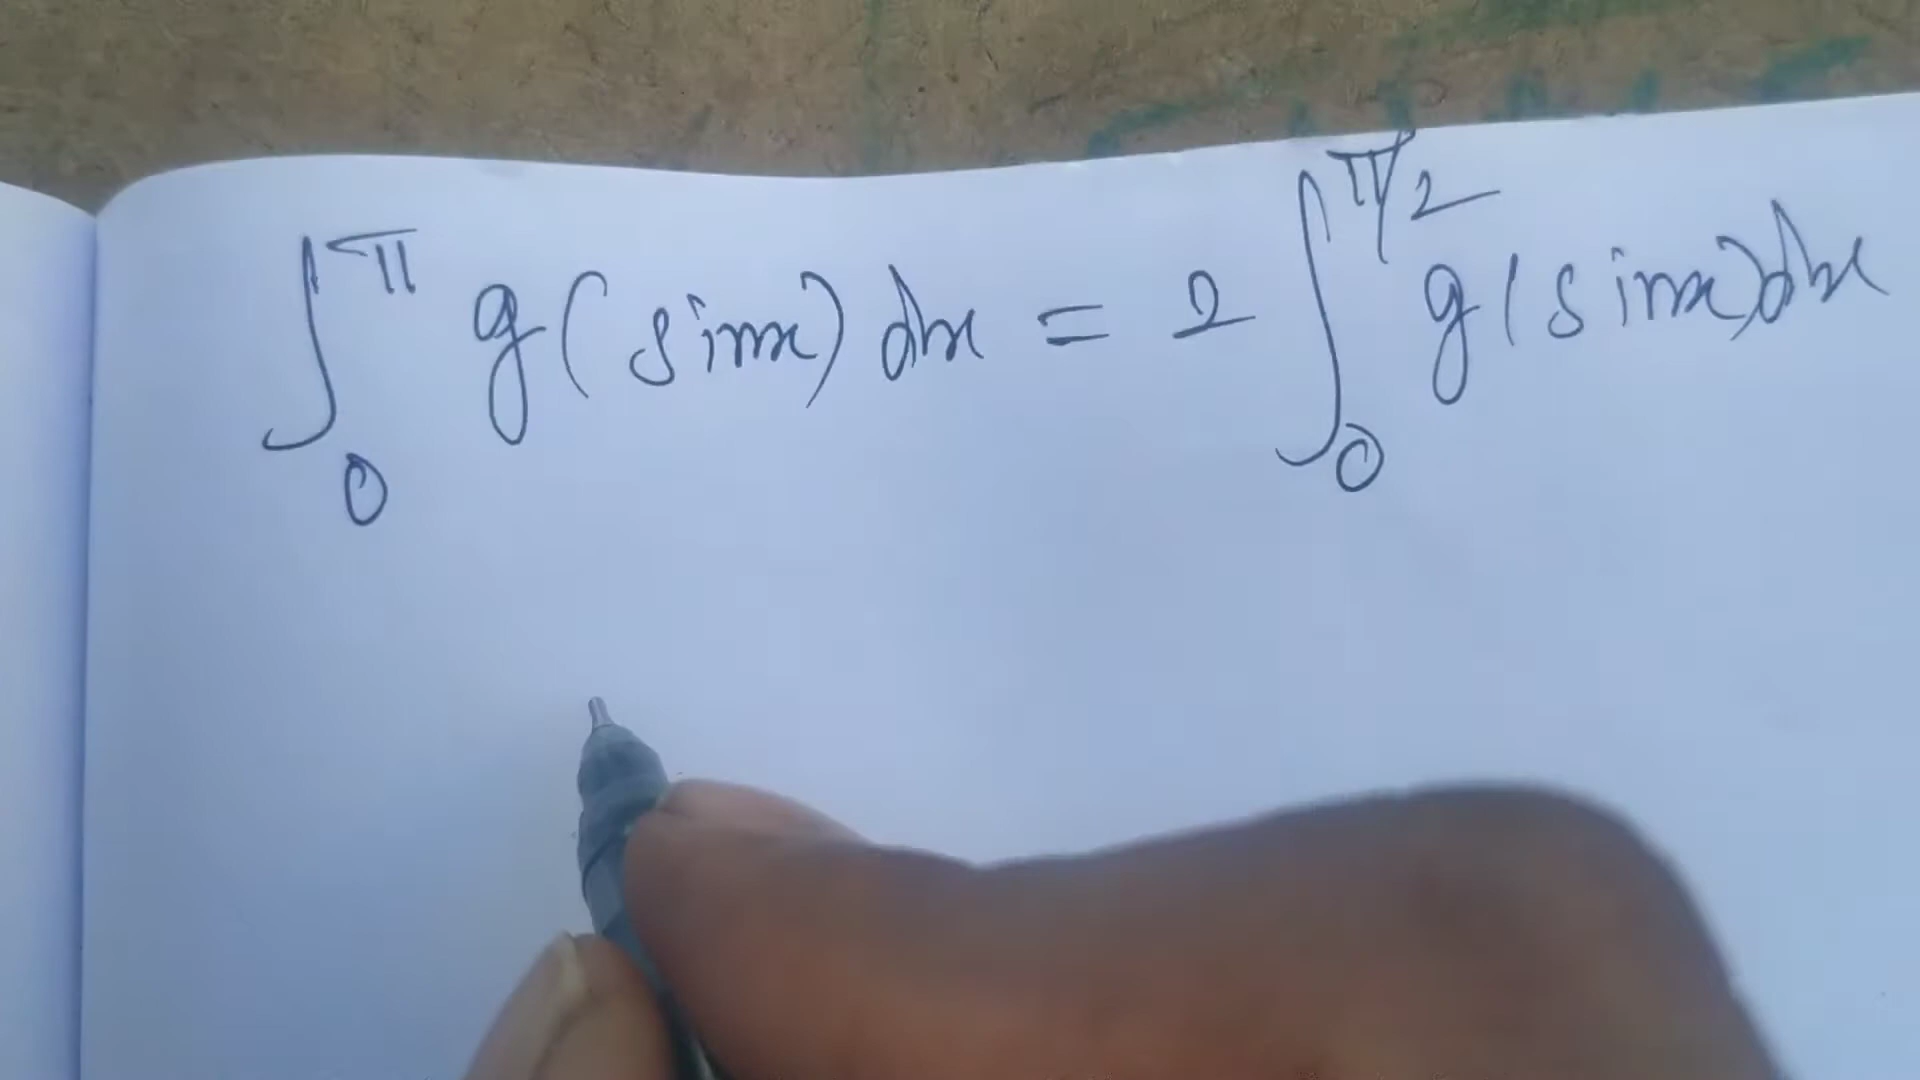 ∫₀^π g(sinx) dx = 2 ∫₀^π/2 g(sinx)dx